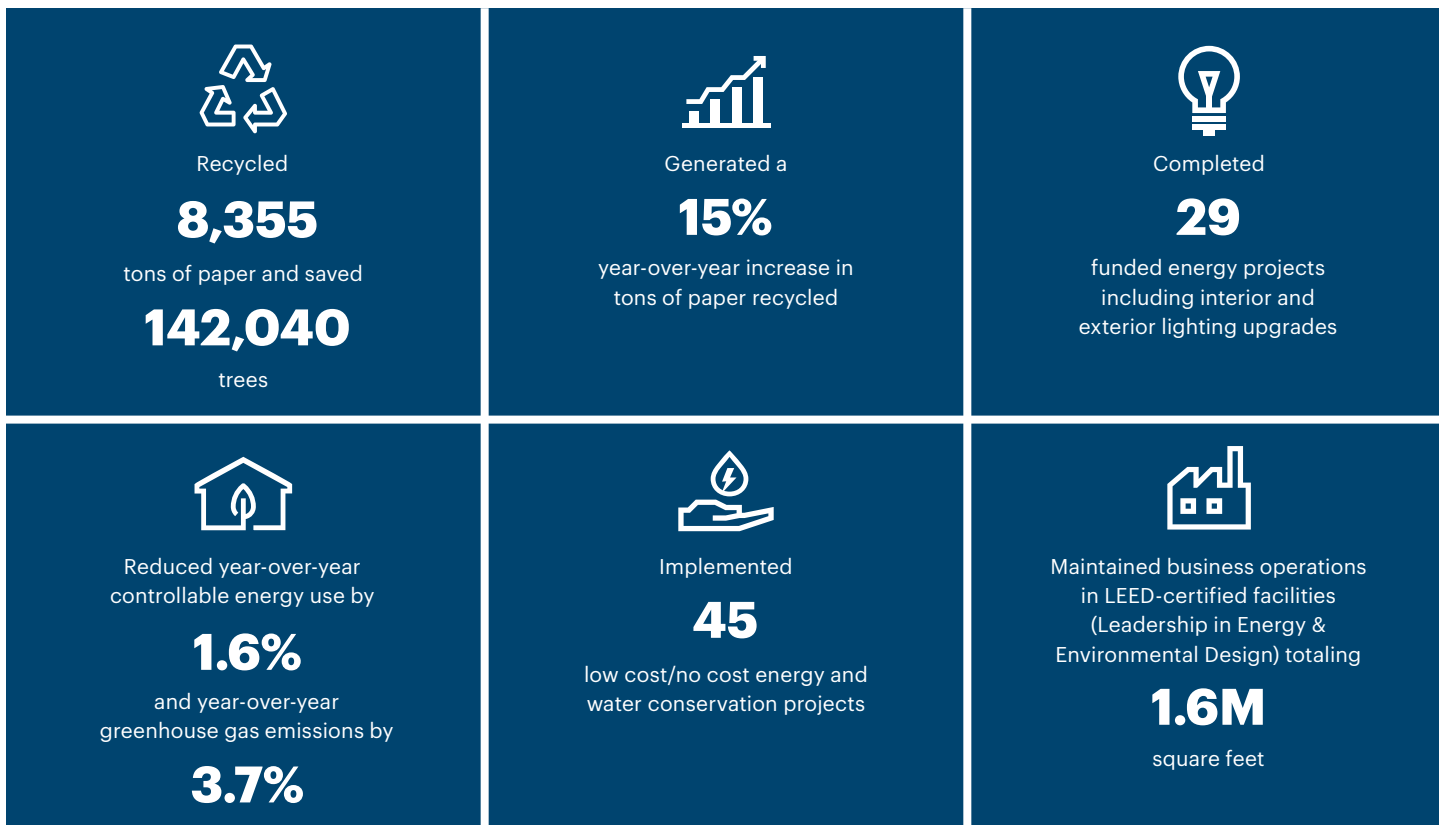 Recycled
8,355
tons of paper and saved
142,040
trees
Generated a
15%
year-over-year increase in
tons of paper recycled
Completed
29
funded energy projects
including interior and
exterior lighting upgrades
Reduced year-over-year
controllable energy use by
1.6%
and year-over-year
greenhouse gas emissions by
3.7%
Implemented
45
low cost/no cost energy and
water conservation projects
Maintained business operations
in LEED-certified facilities
(Leadership in Energy &
Environmental Design) totaling
1.6M
square feet